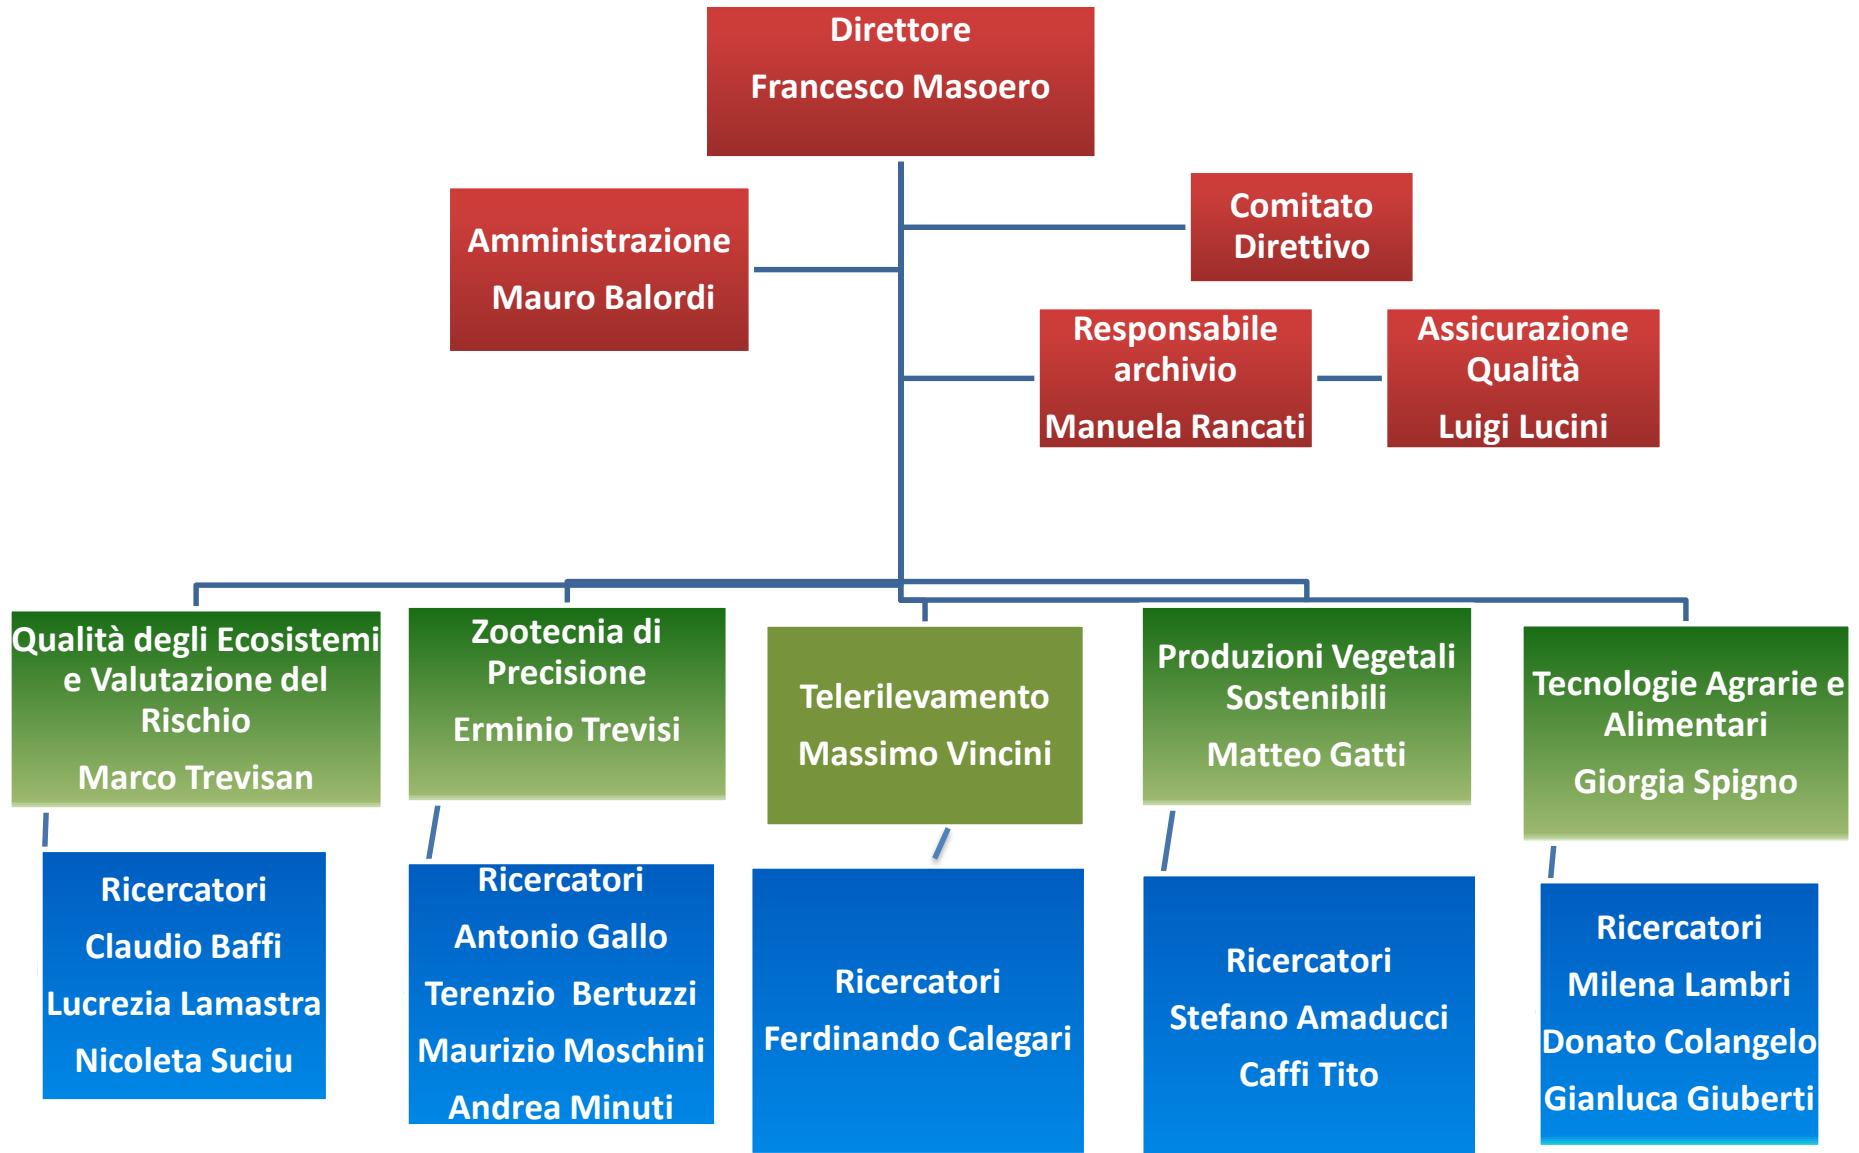 Direttore
Francesco Masoero
Amministrazione
Mauro Balordi
Comitato
Direttivo
Responsabile
archivio
Manuela Rancati
Assicurazione
Qualità
Luigi Lucini
Qualità degli Ecosistemi
e Valutazione del
Rischio
Marco Trevisan
Zootecnia di
Precisione
Erminio Trevisi
Telerilevamento
Massimo Vincini
Produzioni Vegetali
Sostenibili
Matteo Gatti
Tecnologie Agrarie e
Alimentari
Giorgia Spigno
Ricercatori
Claudio Baffi
Lucrezia Lamastra
Nicoleta Suciu
Ricercatori
Antonio Gallo
Terenzio  Bertuzzi
Maurizio Moschini
Andrea Minuti
Ricercatori
Ferdinando Calegari
Ricercatori
Stefano Amaducci
Caffi Tito
Ricercatori
Milena Lambri
Donato Colangelo
Gianluca Giuberti